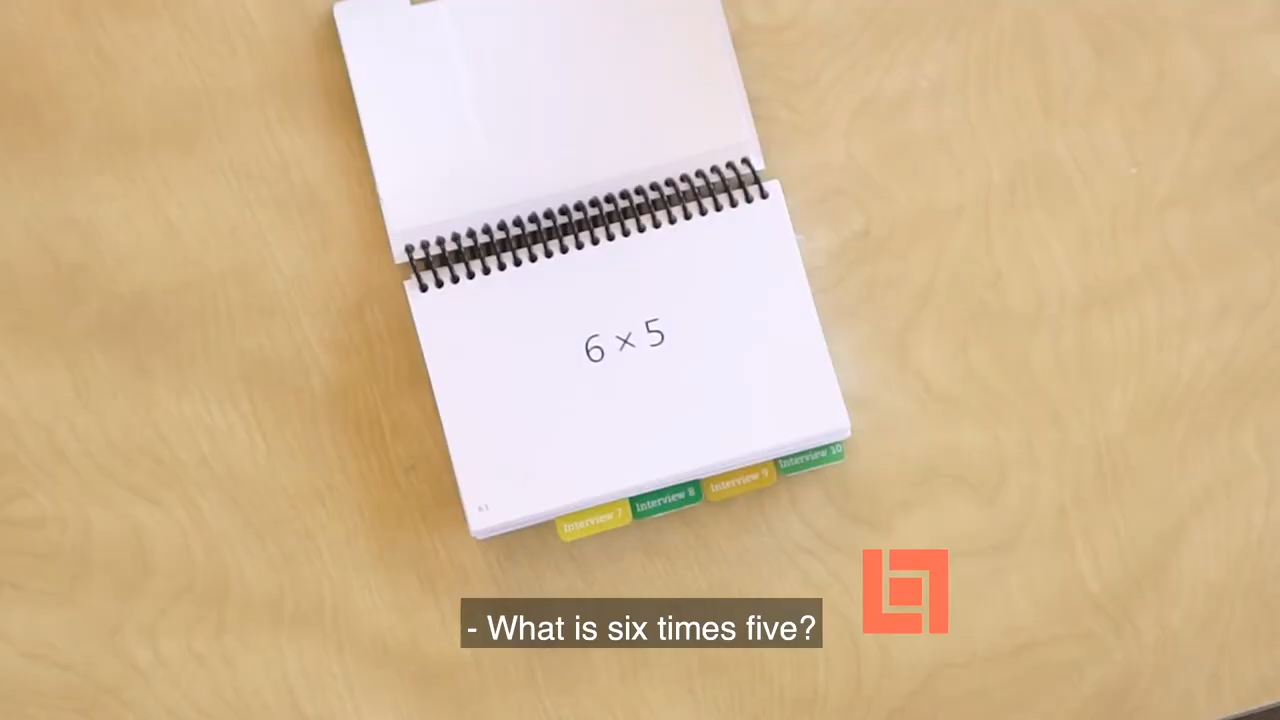 6 × 5
Interview 7
Interview 8
Interview 9
Interview 10
- What is six times five?